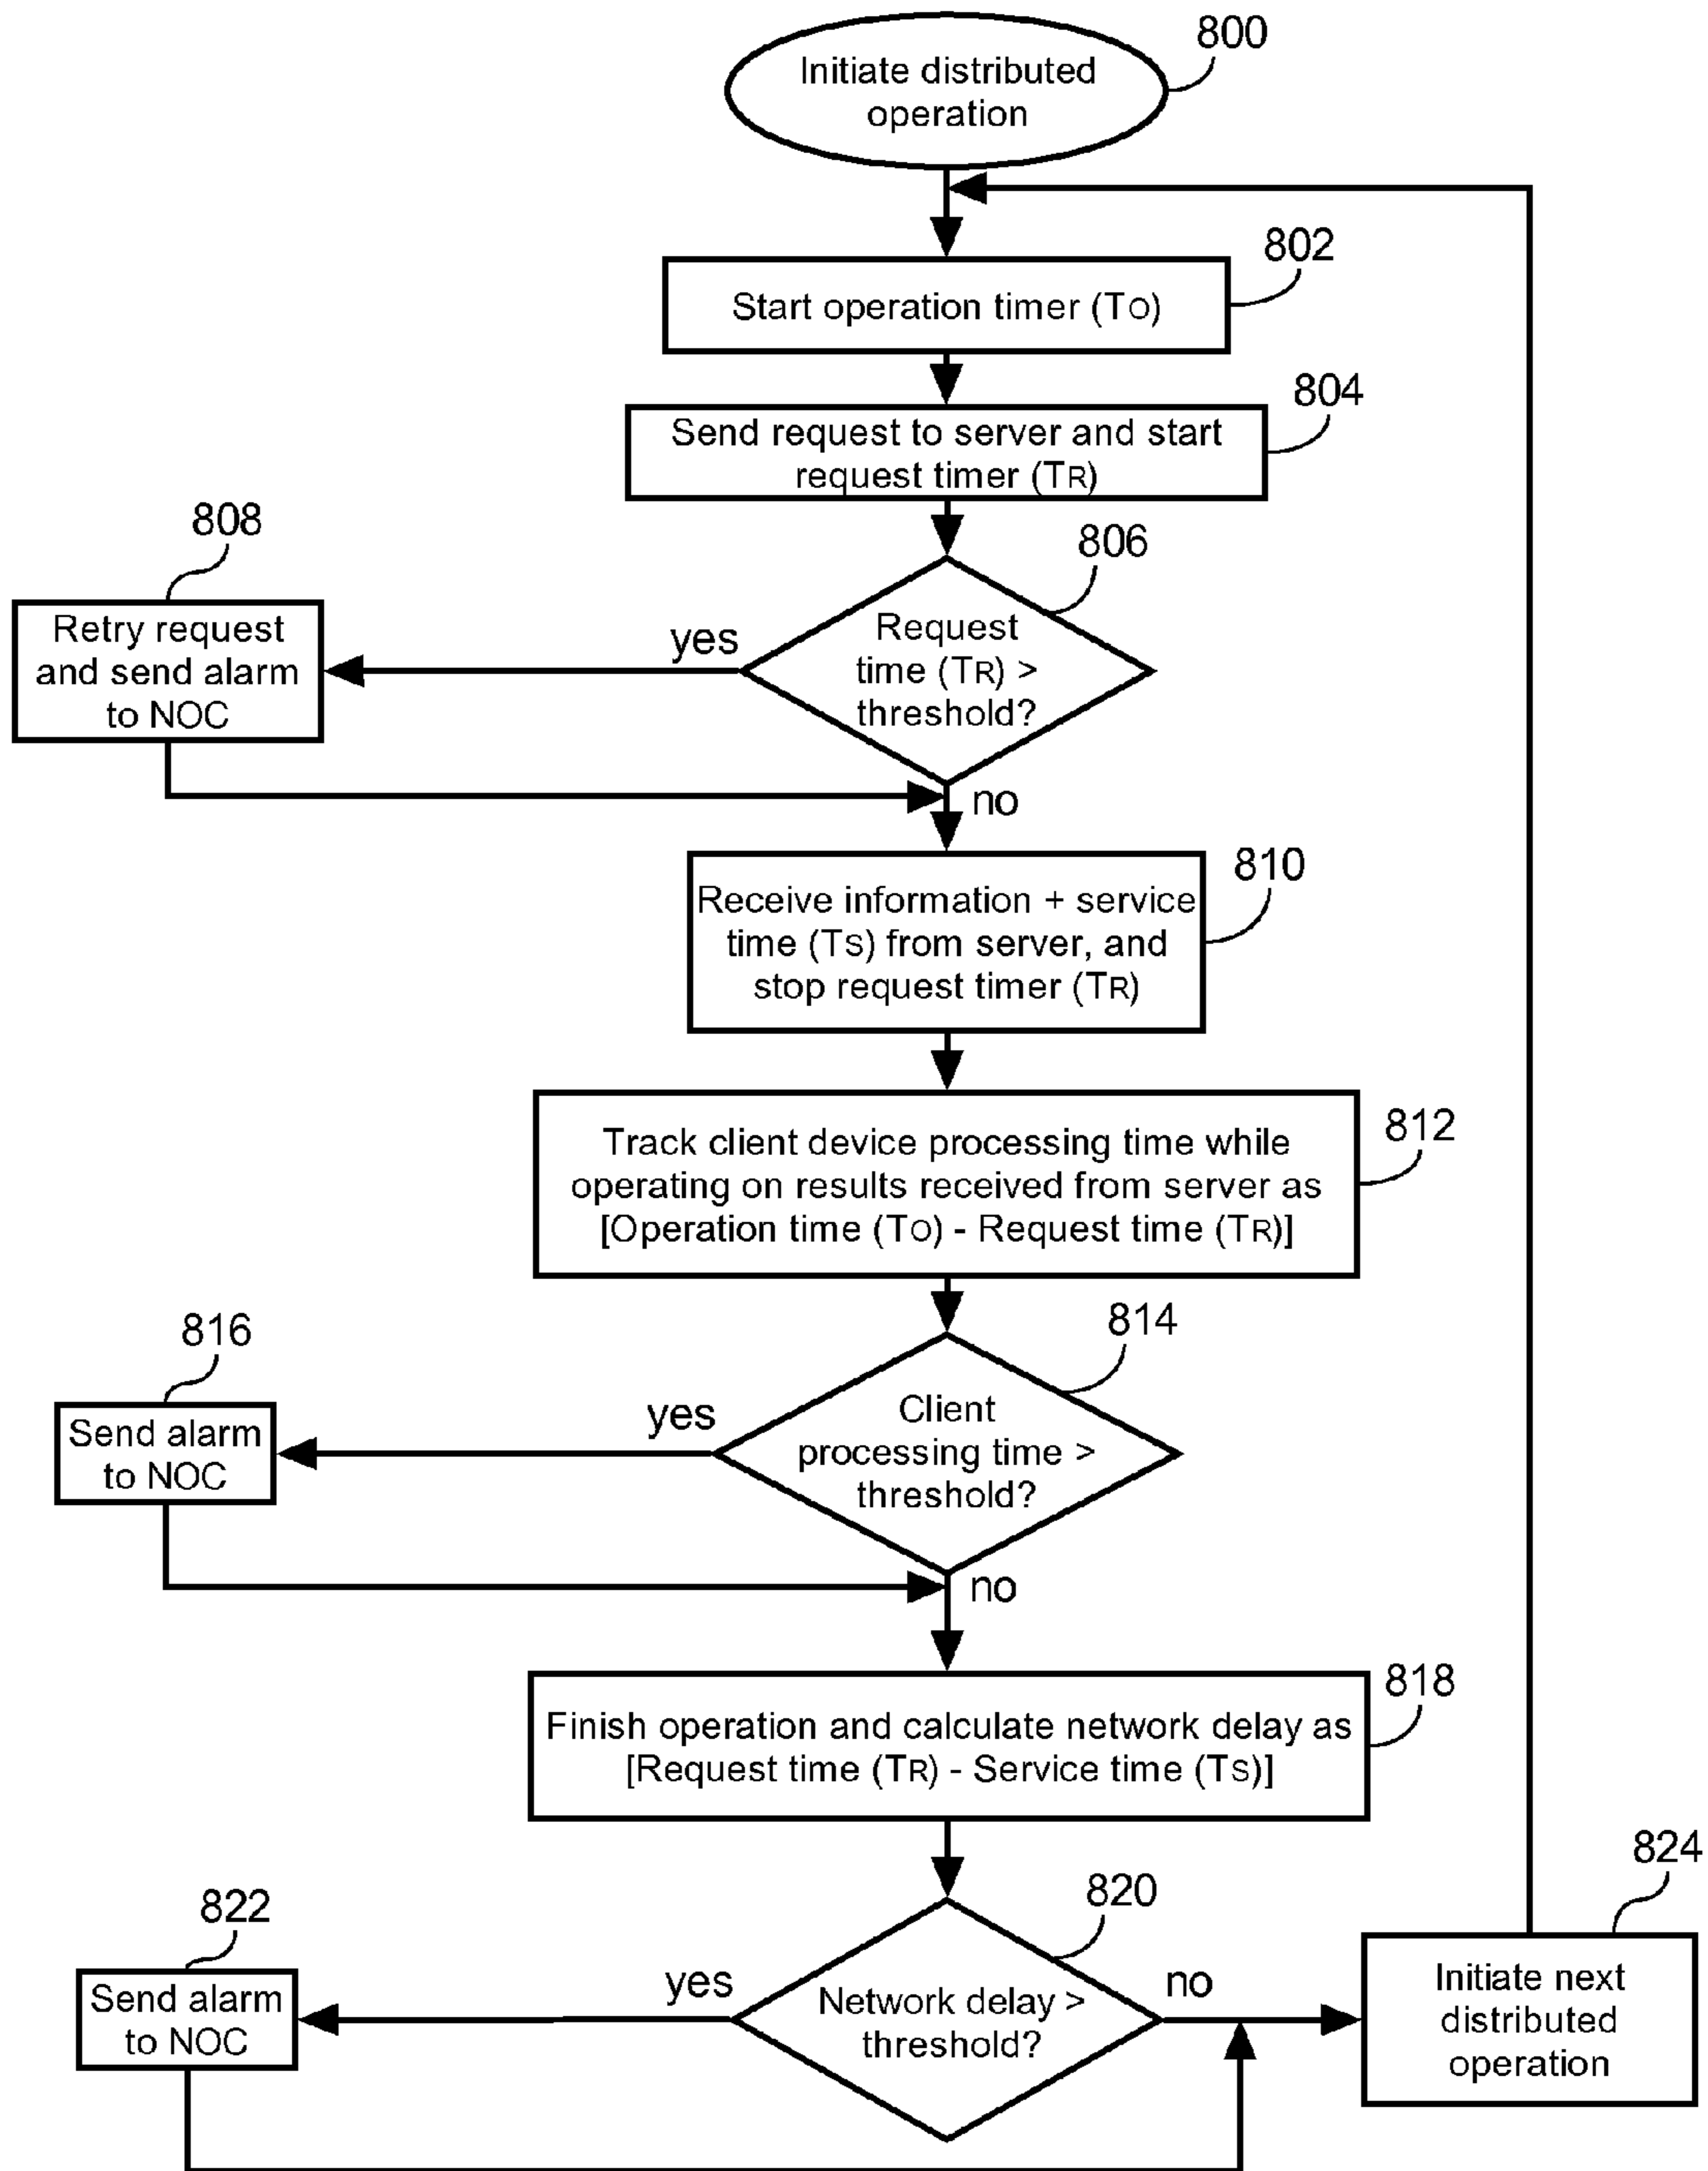 800
Initiate distributed
operation
802
Start operation timer (TO)
804
Send request to server and start
request timer (TR)
806
Request
time (TR) >
threshold?
yes
808
Retry request
and send alarm
to NOC
no
810
Receive information + service
time (TS) from server, and
stop request timer (TR)
812
Track client device processing time while
operating on results received from server as
[Operation time (TO) - Request time (TR)]
814
Client
processing time >
threshold?
yes
816
Send alarm
to NOC
no
818
Finish operation and calculate network delay as
[Request time (TR) - Service time (TS)]
820
Network delay >
threshold?
yes
822
Send alarm
to NOC
no
824
Initiate next
distributed
operation